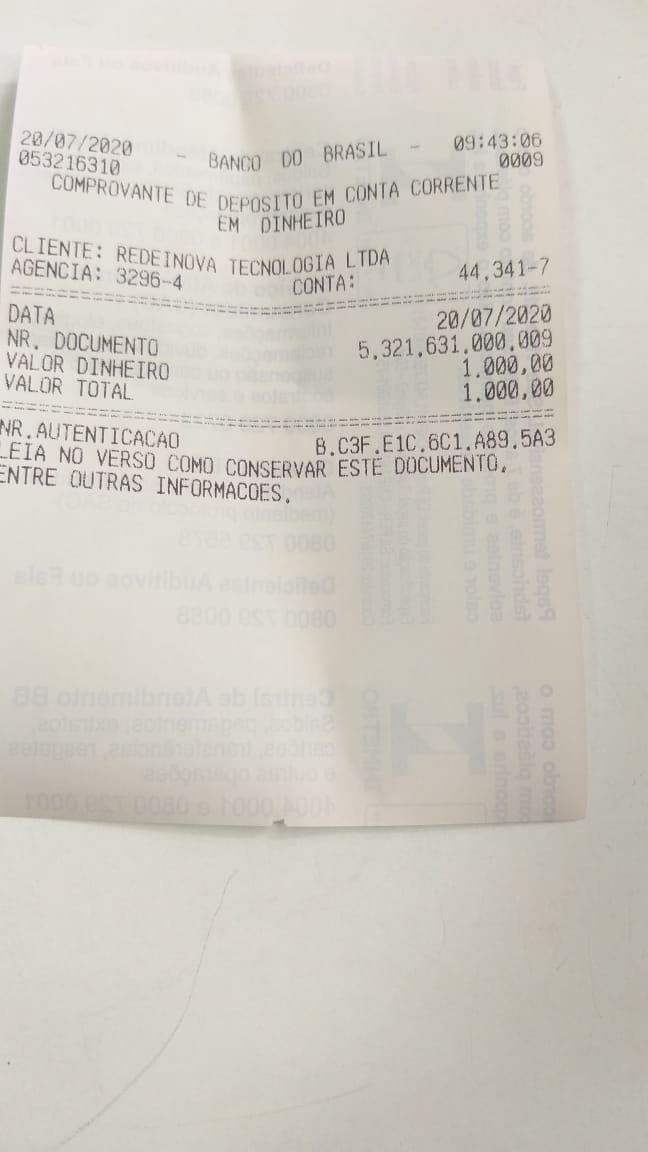 20/07/2020 - BANCO DO BRASIL - 09:43:06
053216310 0009
COMPROVANTE DE DEPOSITO EM CONTA CORRENTE
EM DINHEIRO
CLIENTE: REDEINOVA TECNOLOGIA LTDA
AGENCIA: 3296-4 CONTA: 44.341-7
DATA 20/07/2020
NR. DOCUMENTO 5.321.631.000.009
VALOR DINHEIRO 1.000,00
VALOR TOTAL 1.000,00
NR.AUTENTICACAO B.C3F.E1C.6C1.A89.5A3
LEIA NO VERSO COMO CONSERVAR ESTE DOCUMENTO,
ENTRE OUTRAS INFORMACOES.